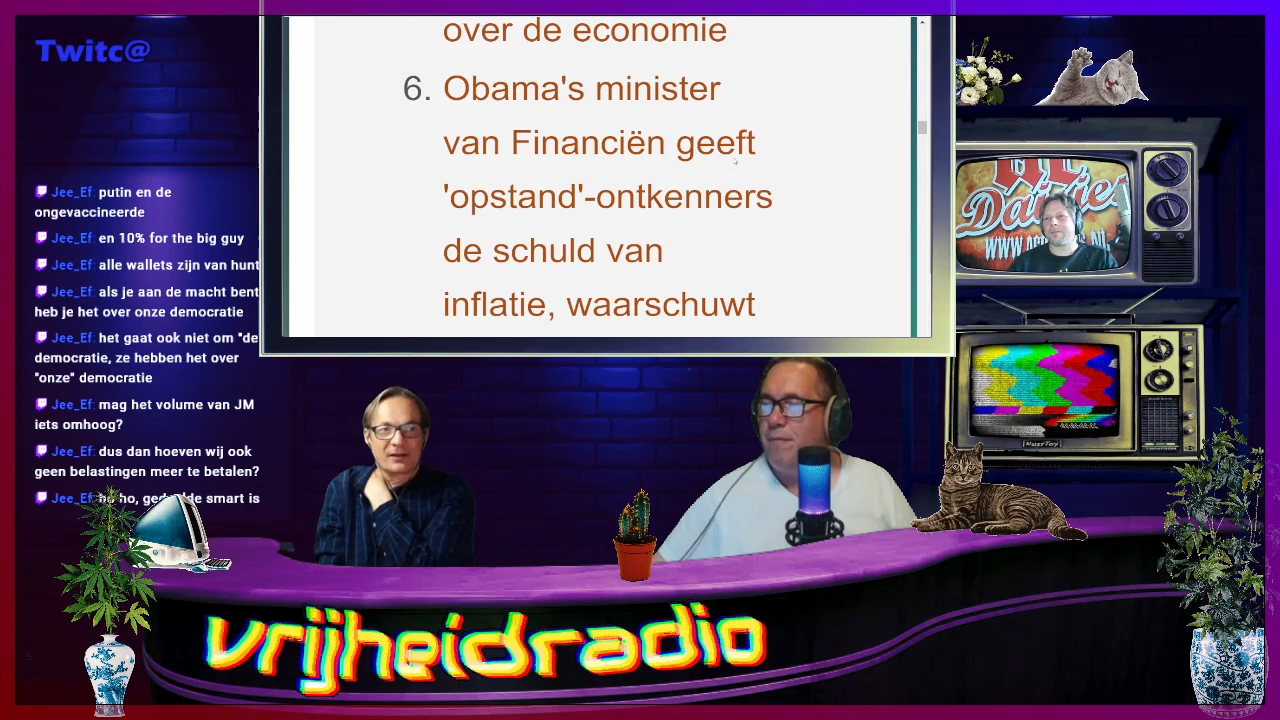 over de economie
6. Obama's minister
van Financiën geeft
'opstand'-ontkenners
de schuld van
inflatie, waarschuwt
Twitc@
Jee_Ef: putin en de
ongevaccineerde
Jee_Ef: en 10% for the big guy
Jee_Ef: alle wallets zijn van hunt
Jee_Ef: als je aan de macht bent
heb je het over onze democratie
Jee_Ef: het gaat ook niet om "de
democratie, ze hebben het over
"onze" democratie
Jee_Ef: mag het volume van JM
iets omhoog?
Jee_Ef: dus dan hoeven wij ook
geen belastingen meer te betalen?
Jee_Ef: ho, smart is
vrijheidradio